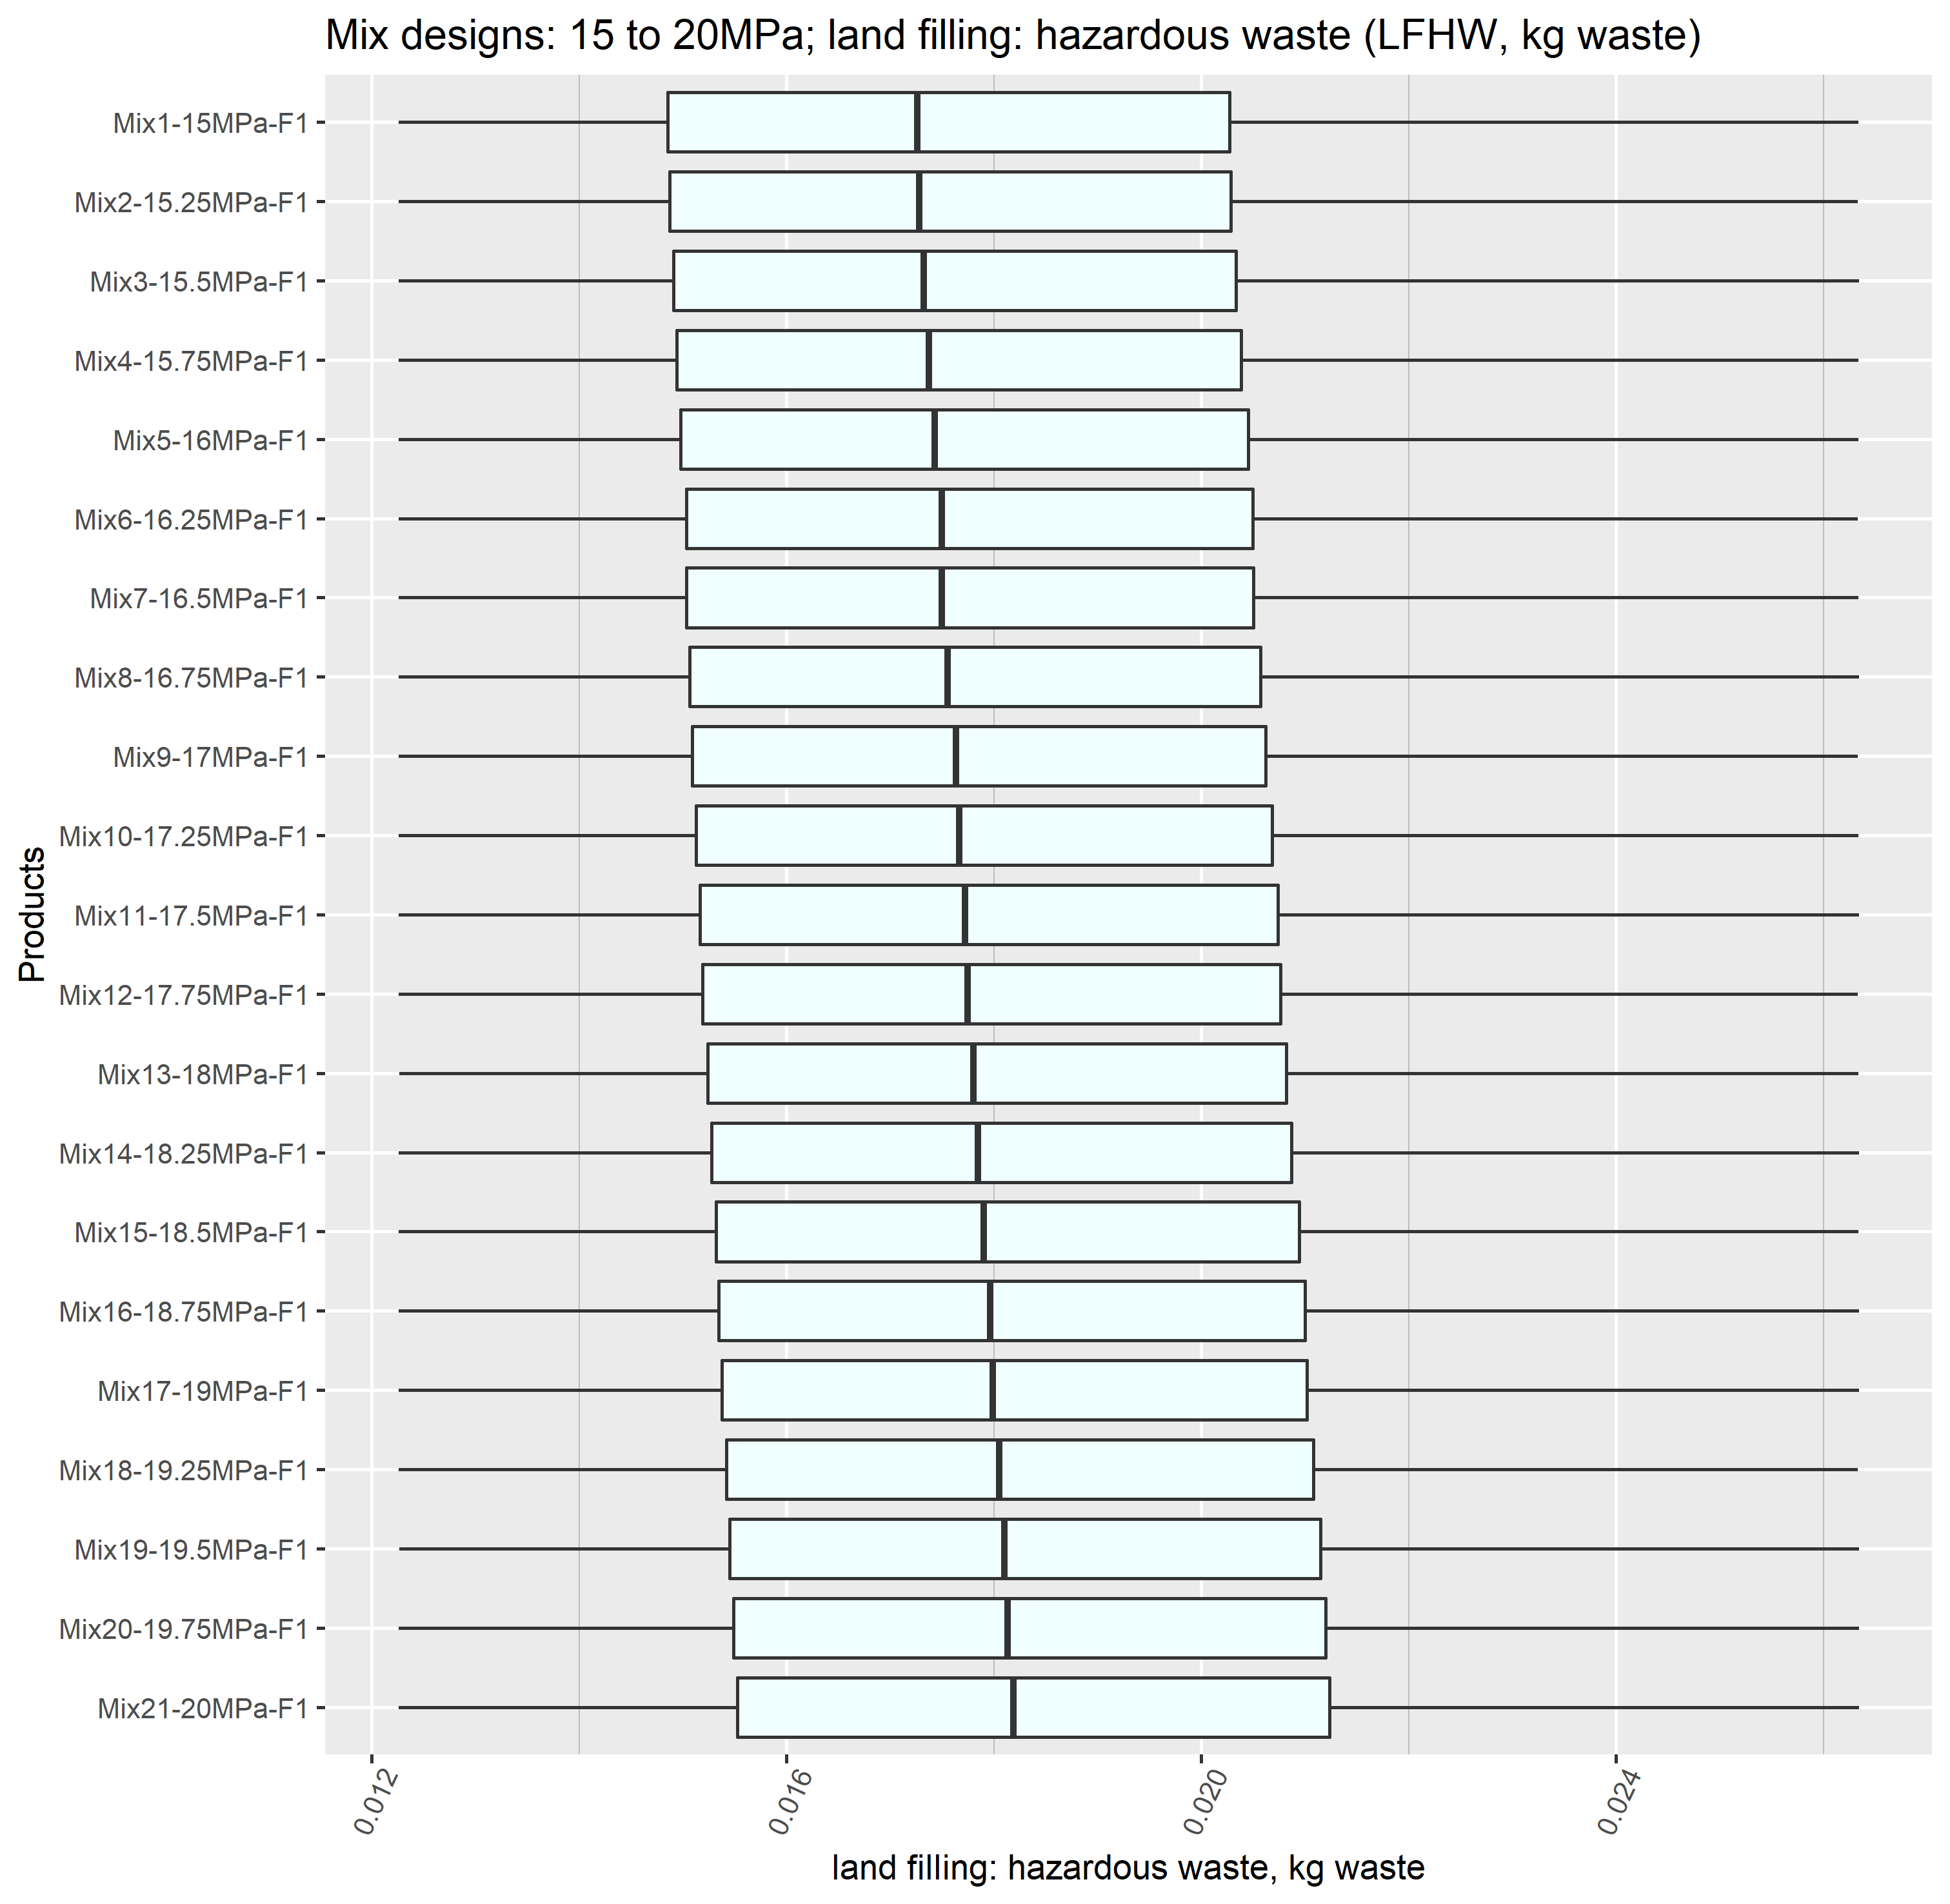 Mix designs: 15 to 20MPa; land filling: hazardous waste (LFHW, kg waste)
Products
Mix1-15MPa-F1
Mix2-15.25MPa-F1
Mix3-15.5MPa-F1
Mix4-15.75MPa-F1
Mix5-16MPa-F1
Mix6-16.25MPa-F1
Mix7-16.5MPa-F1
Mix8-16.75MPa-F1
Mix9-17MPa-F1
Mix10-17.25MPa-F1
Mix11-17.5MPa-F1
Mix12-17.75MPa-F1
Mix13-18MPa-F1
Mix14-18.25MPa-F1
Mix15-18.5MPa-F1
Mix16-18.75MPa-F1
Mix17-19MPa-F1
Mix18-19.25MPa-F1
Mix19-19.5MPa-F1
Mix20-19.75MPa-F1
Mix21-20MPa-F1
0.012
0.016
0.020
0.024
land filling: hazardous waste, kg waste